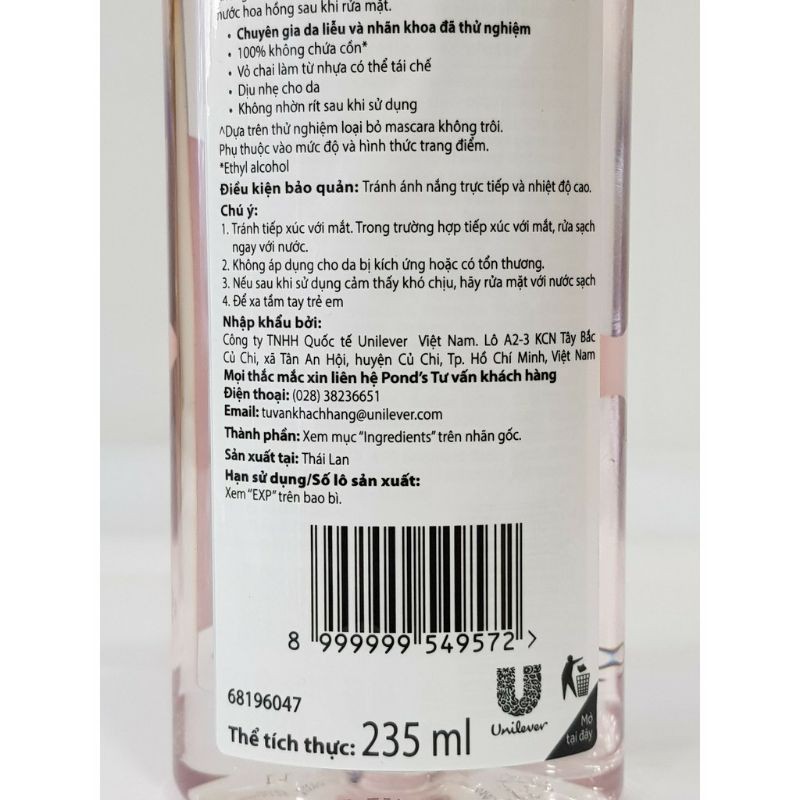 nước hoa hồng sau khi rửa mặt.
• Chuyên gia da liễu và nhãn khoa đã thử nghiệm
• 100% không chứa cồn*
• Vỏ chai làm từ nhựa có thể tái chế
• Dịu nhẹ cho da
• Không nhờn rít sau khi sử dụng
^Dựa trên thử nghiệm loại bỏ mascara không trôi.
Phụ thuộc vào mức độ và hình thức trang điểm.
*Ethyl alcohol
Điều kiện bảo quản: Tránh ánh nắng trực tiếp và nhiệt độ cao.
Chú ý:
1. Tránh tiếp xúc với mắt. Trong trường hợp tiếp xúc với mắt, rửa sạch
ngay với nước.
2. Không áp dụng cho da bị kích ứng hoặc có tổn thương.
3. Nếu sau khi sử dụng cảm thấy khó chịu, hãy rửa mặt với nước sạch
4. Để xa tầm tay trẻ em
Nhập khẩu bởi:
Công ty TNHH Quốc tế Unilever Việt Nam. Lô A2-3 KCN Tây Bắc
Củ Chi, xã Tân An Hội, huyện Củ Chi, Tp. Hồ Chí Minh, Việt Nam
Mọi thắc mắc xin liên hệ Pond's Tư vấn khách hàng
Điện thoại: (028) 38236651
Email: tuvankhachhang@unilever.com
Thành phần: Xem mục "Ingredients" trên nhãn gốc.
Sản xuất tại: Thái Lan
Hạn sử dụng/Số lô sản xuất:
Xem "EXP" trên bao bì.
8 999999 549572 >
68196047
Thể tích thực: 235 ml
Unilever
Mở
tại đây